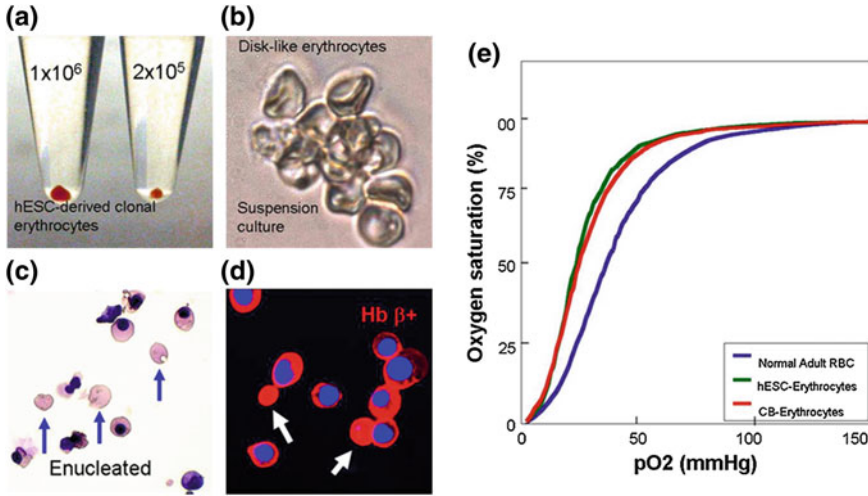 (a)
1x10⁶
2x10⁵
hESC-derived clonal
erythrocytes
(b)
Disk-like erythrocytes
Suspension
culture
(c)
Enucleated
(d)
Hb β+
(e)
Oxygen saturation (%)
00
75
50
25
0
0
50
100
150
pO2 (mmHg)
Normal Adult RBC
hESC-Erythrocytes
CB-Erythrocytes